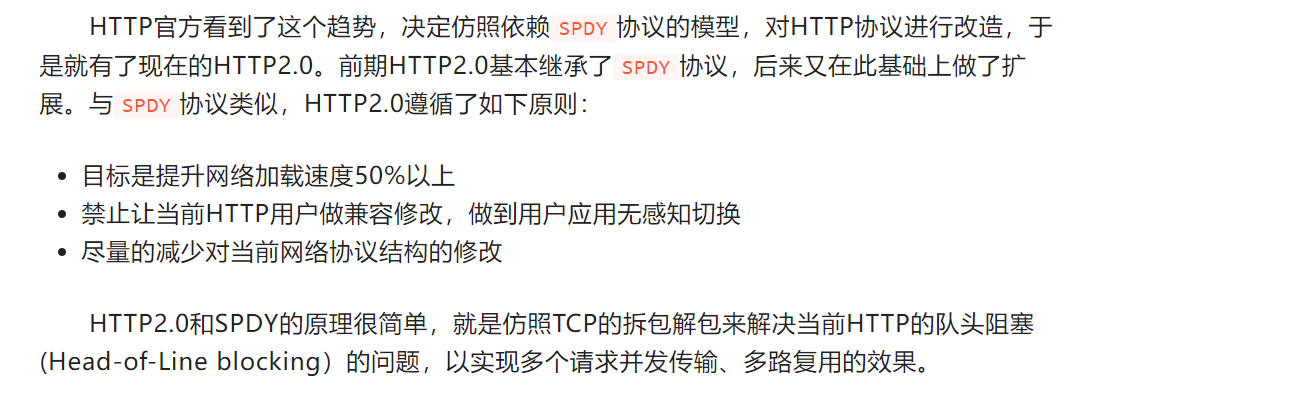 HTTP官方看到了这个趋势，决定仿照依赖 SPDY 协议的模型，对HTTP协议进行改造，于
是就有了现在的HTTP2.0。前期HTTP2.0基本继承了 SPDY 协议，后来又在此基础上做了扩
展。与 SPDY 协议类似，HTTP2.0遵循了如下原则：
• 目标是提升网络加载速度50%以上
• 禁止让当前HTTP用户做兼容修改，做到用户应用无感知切换
• 尽量的减少对当前网络协议结构的修改
HTTP2.0和SPDY的原理很简单，就是仿照TCP的拆包解包来解决当前HTTP的队头阻塞
(Head-of-Line blocking）的问题，以实现多个请求并发传输、多路复用的效果。